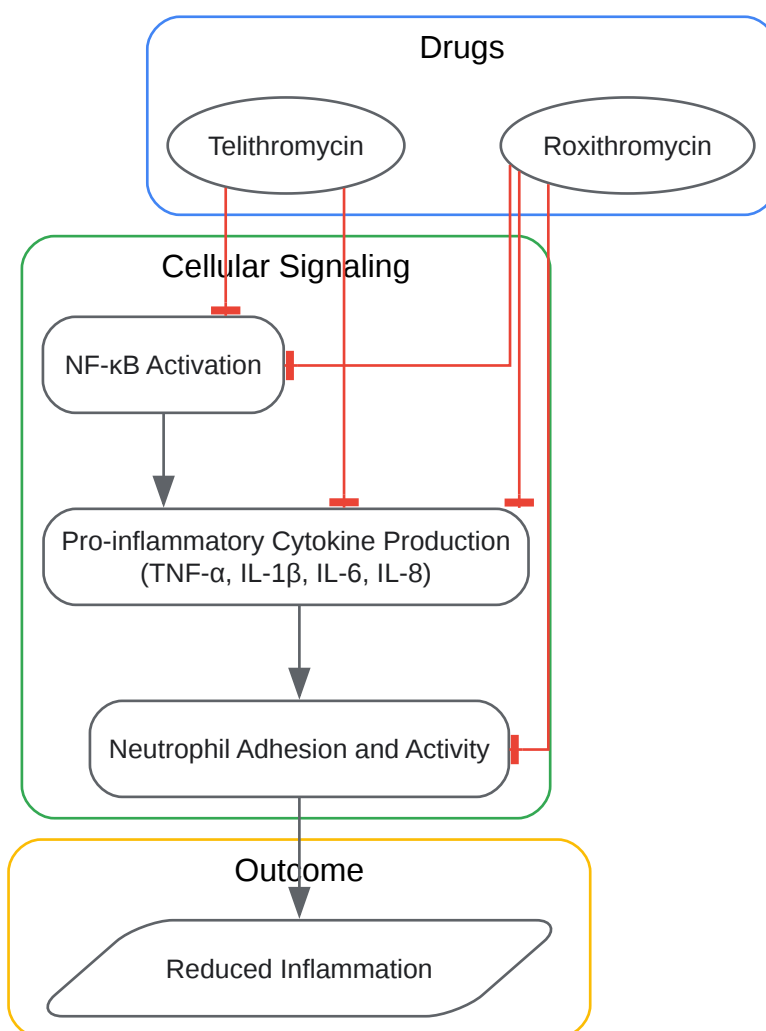 Drugs
Telithromycin
Roxithromycin
Cellular Signaling
NF-κB Activation
Pro-inflammatory Cytokine Production
(TNF-α, IL-1β, IL-6, IL-8)
Neutrophil Adhesion and Activity
Outcome
Reduced Inflammation